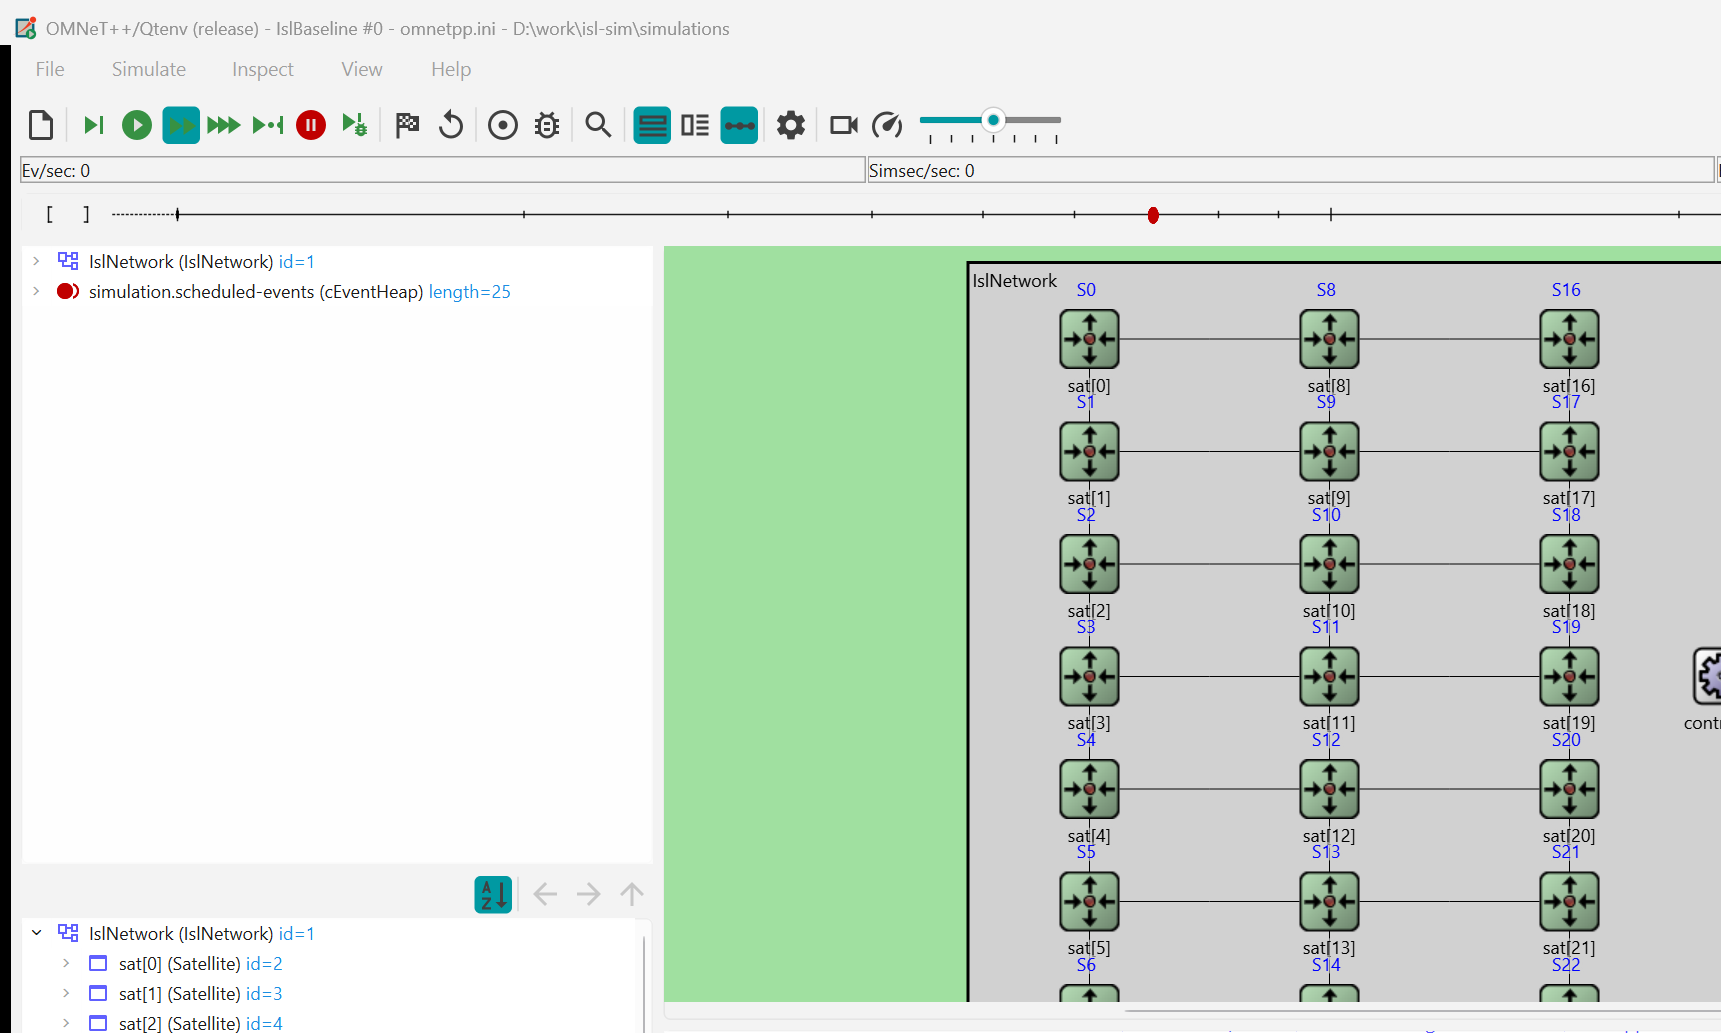 OMNeT++/Qtenv (release) - IslBaseline #0 - omnetpp.ini - D:\work\isl-sim\simulations
File Simulate Inspect View Help
Ev/sec: 0 Simsec/sec: 0
[ ]
IslNetwork (IslNetwork) id=1
simulation.scheduled-events (cEventHeap) length=25
A
Z
IslNetwork (IslNetwork) id=1
sat[0] (Satellite) id=2
sat[1] (Satellite) id=3
sat[2] (Satellite) id=4
IslNetwork
S0 S8 S16
sat[0] sat[8] sat[16]
S1 S9 S17
sat[1] sat[9] sat[17]
S2 S10 S18
sat[2] sat[10] sat[18]
S3 S11 S19
sat[3] sat[11] sat[19]
contr
S4 S12 S20
sat[4] sat[12] sat[20]
S5 S13 S21
sat[5] sat[13] sat[21]
S6 S14 S22